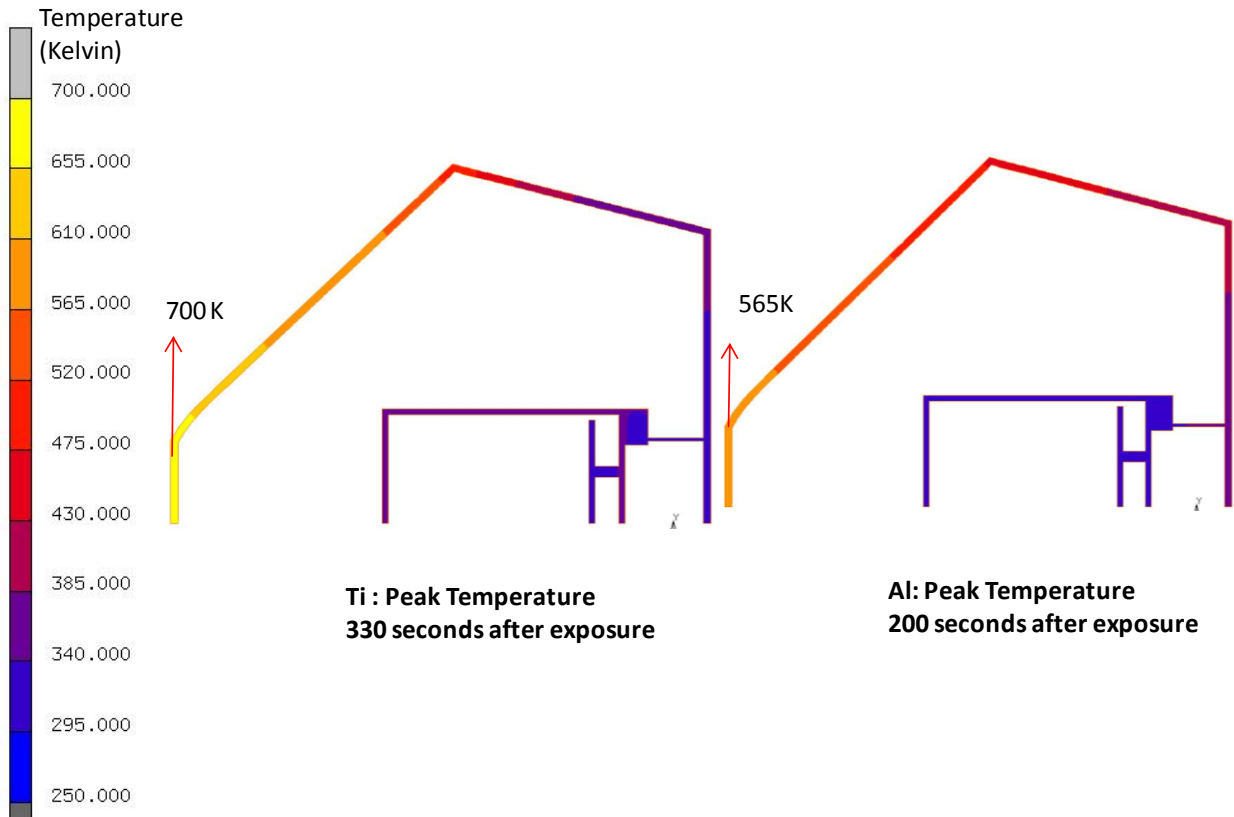 Temperature
(Kelvin)
700.000
655.000
610.000
565.000
520.000
475.000
430.000
385.000
340.000
295.000
250.000
700 K
565K
Y
Y
Ti : Peak Temperature
330 seconds after exposure
Al: Peak Temperature
200 seconds after exposure